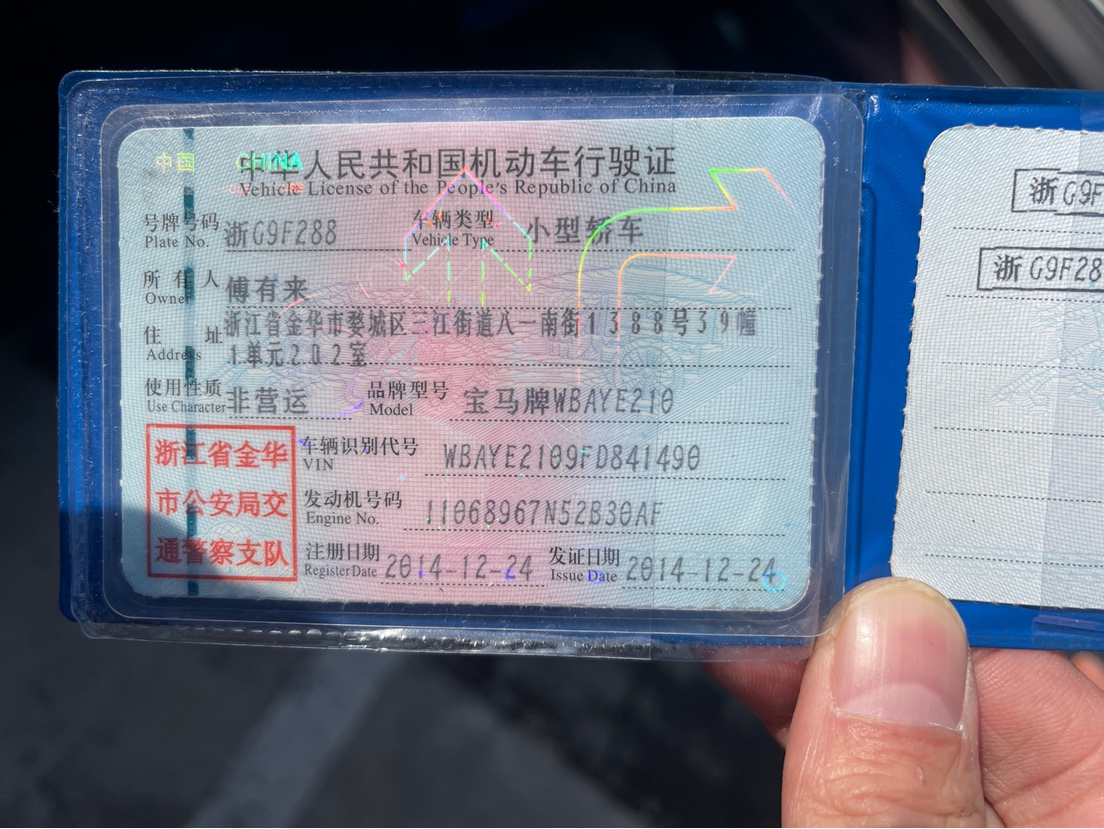 中国 CHINA
中华人民共和国机动车行驶证
Vehicle License of the People's Republic of China
号牌号码 浙G9F288 车辆类型 小型轿车
Plate No. Vehicle Type
所有人 傅有来
Owner
住址 浙江省金华市婺城区三江街道八一南街1388号39幢
Address 1单元202室
使用性质 非营运 品牌型号 宝马牌WBAYE210
Use Character Model
浙江省金华
市公安局交
通警察支队
车辆识别代号 WBAYE2109FD841490
VIN
发动机号码 11068967N52B30AF
Engine No.
注册日期 2014-12-24 发证日期 2014-12-24
Register Date Issue Date
浙G9F
浙G9F28